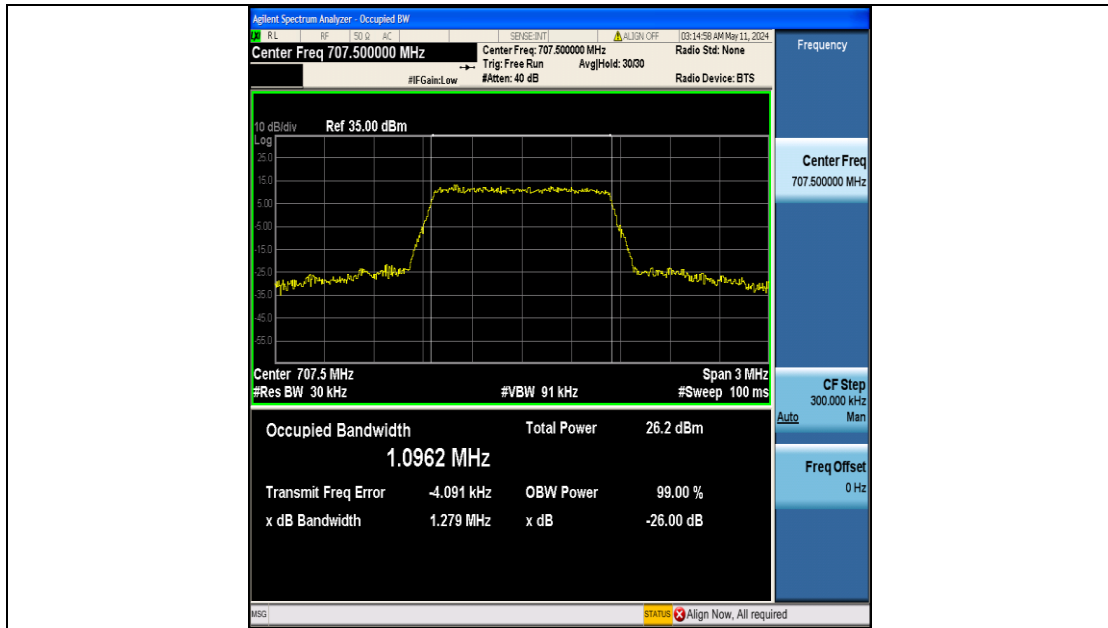 Agilent Spectrum Analyzer - Occupied BW
RL RF 50 Ω AC SENSE:INT ALIGN OFF 03:14:58 AM May 11, 2024
Center Freq 707.500000 MHz
Center Freq: 707.500000 MHz Radio Std: None
Trig: Free Run Avg|Hold: 30/30
#IFGain:Low #Atten: 40 dB Radio Device: BTS
10 dB/div Ref 35.00 dBm
Log
25.0
15.0
5.00
-5.00
-15.0
-25.0
-35.0
-45.0
-55.0
Center 707.5 MHz Span 3 MHz
#Res BW 30 kHz #VBW 91 kHz #Sweep 100 ms
Occupied Bandwidth Total Power 26.2 dBm
1.0962 MHz
Transmit Freq Error -4.091 kHz OBW Power 99.00 %
x dB Bandwidth 1.279 MHz x dB -26.00 dB
Frequency
Center Freq
707.500000 MHz
CF Step
300.000 kHz
Auto Man
Freq Offset
0 Hz
MSG STATUS Align Now, All required